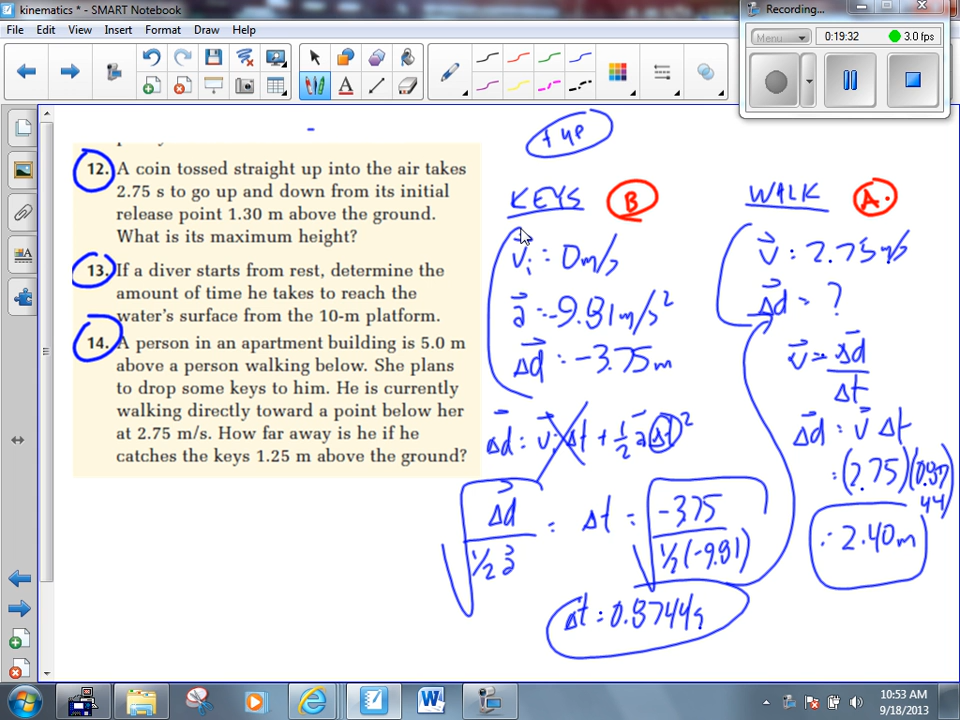 kinematics * - SMART Notebook
Recording...
File Edit View Insert Format Draw Help
Menu
0:19:32
3.0 fps
+ up
12. A coin tossed straight up into the air takes
2.75 s to go up and down from its initial
release point 1.30 m above the ground.
What is its maximum height?
13. If a diver starts from rest, determine the
amount of time he takes to reach the
water's surface from the 10-m platform.
14. A person in an apartment building is 5.0 m
above a person walking below. She plans
to drop some keys to him. He is currently
walking directly toward a point below her
at 2.75 m/s. How far away is he if he
catches the keys 1.25 m above the ground?
KEYS B
v⃗i = 0 m/s
a⃗ = -9.81 m/s²
Δd⃗ = -3.75 m
Δd⃗ = v⃗iΔt + 1/2 a⃗ Δt²
√(Δd⃗ / 1/2 a⃗) = Δt = √(-3.75 / 1/2 (-9.81))
Δt = 0.8744s
WALK A.
v⃗ : 2.75 m/s
Δd⃗ = ?
v⃗ = Δd⃗ / Δt
Δd⃗ = v⃗ Δt
= (2.75)(0.8744)
= 2.40m
10:53 AM
9/18/2013